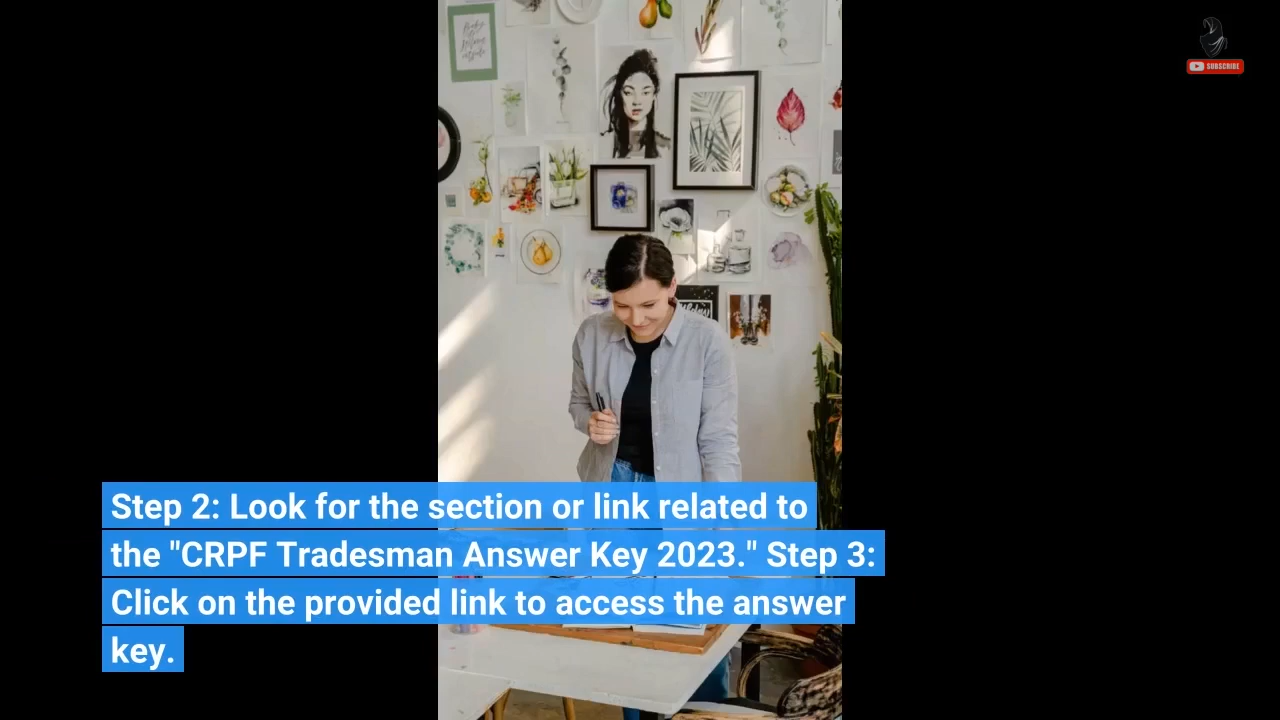 SUBSCRIBE
Step 2: Look for the section or link related to
the "CRPF Tradesman Answer Key 2023." Step 3:
Click on the provided link to access the answer
key.